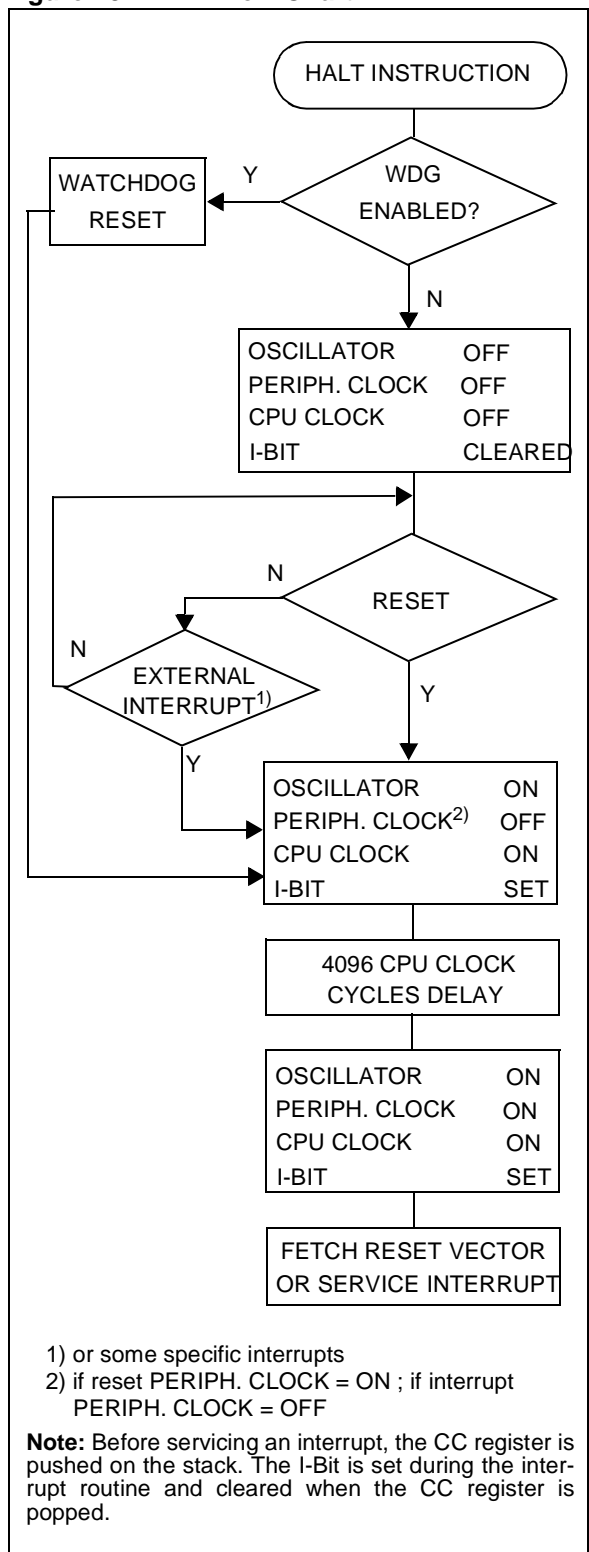 HALT INSTRUCTION
WDG
ENABLED?
Y
WATCHDOG
RESET
N
OSCILLATOR OFF
PERIPH. CLOCK OFF
CPU CLOCK OFF
I-BIT CLEARED
RESET
N
EXTERNAL
INTERRUPT1)
N
Y
Y
OSCILLATOR ON
PERIPH. CLOCK2) OFF
CPU CLOCK ON
I-BIT SET
4096 CPU CLOCK
CYCLES DELAY
OSCILLATOR ON
PERIPH. CLOCK ON
CPU CLOCK ON
I-BIT SET
FETCH RESET VECTOR
OR SERVICE INTERRUPT
1) or some specific interrupts
2) if reset PERIPH. CLOCK = ON ; if interrupt
PERIPH. CLOCK = OFF
Note: Before servicing an interrupt, the CC register is
pushed on the stack. The I-Bit is set during the inter-
rupt routine and cleared when the CC register is
popped.